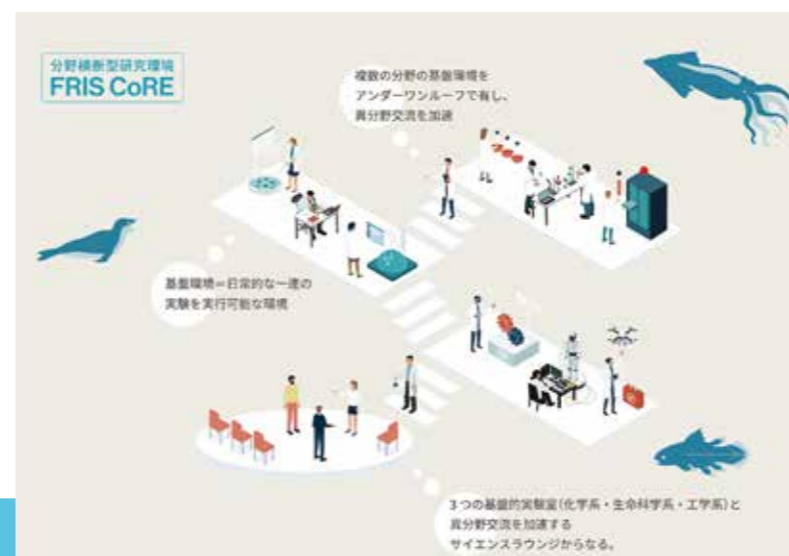 分野横断型研究環境
FRIS CoRE
複数の分野の基盤環境を
アンダーワンルーフで有し、
異分野交流を加速
基盤環境=日常的な一連の
実験を実行可能な環境
3つの基盤的実験室(化学系・生命科学系・工学系)と
異分野交流を加速する
サイエンスラウンジからなる。